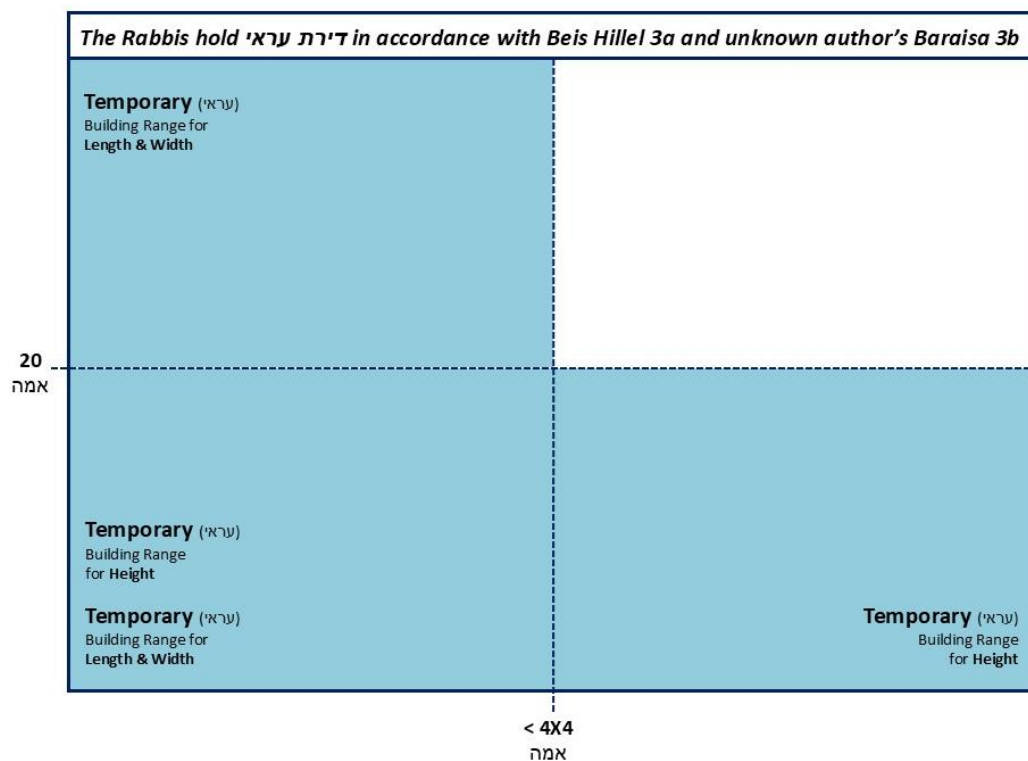 The Rabbis hold דירת עראי in accordance with Beis Hillel 3a and unknown author's Baraisa 3b
Temporary (עראי)
Building Range for
Length & Width
20
אמה
Temporary (עראי)
Building Range
for Height
Temporary (עראי)
Building Range for
Length & Width
Temporary (עראי)
Building Range
for Height
< 4X4
אמה